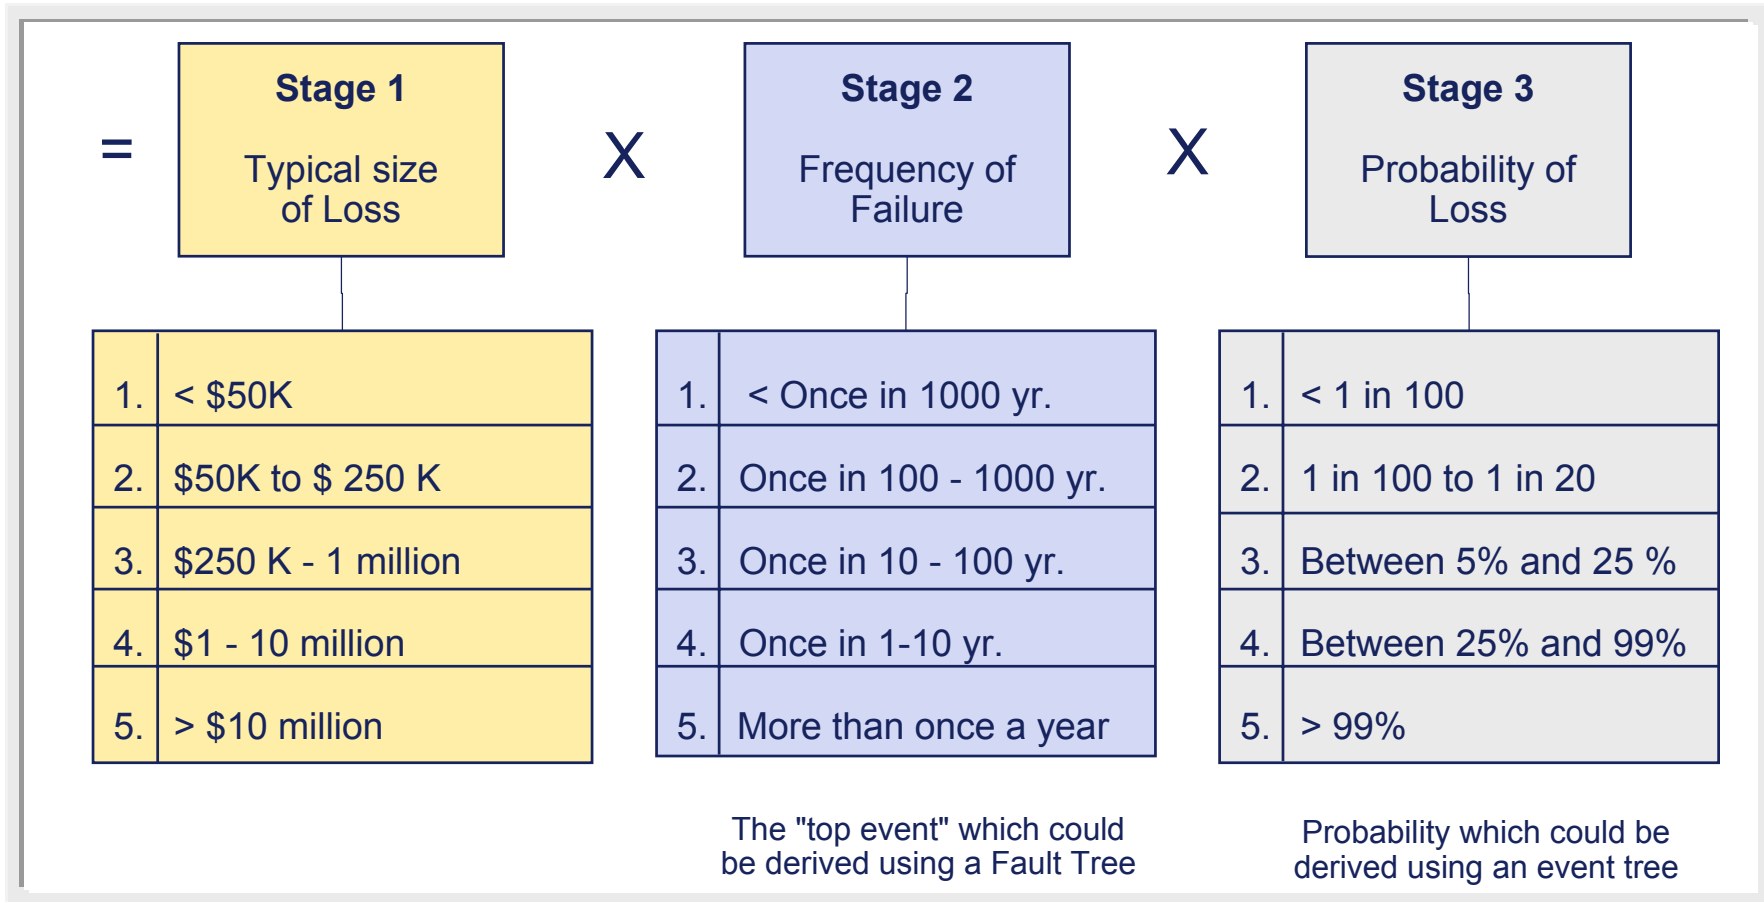 =
Stage 1
Typical size
of Loss
X
Stage 2
Frequency of
Failure
X
Stage 3
Probability of
Loss
1. < $50K
2. $50K to $ 250 K
3. $250 K - 1 million
4. $1 - 10 million
5. > $10 million
1. < Once in 1000 yr.
2. Once in 100 - 1000 yr.
3. Once in 10 - 100 yr.
4. Once in 1-10 yr.
5. More than once a year
The "top event" which could
be derived using a Fault Tree
1. < 1 in 100
2. 1 in 100 to 1 in 20
3. Between 5% and 25 %
4. Between 25% and 99%
5. > 99%
Probability which could be
derived using an event tree